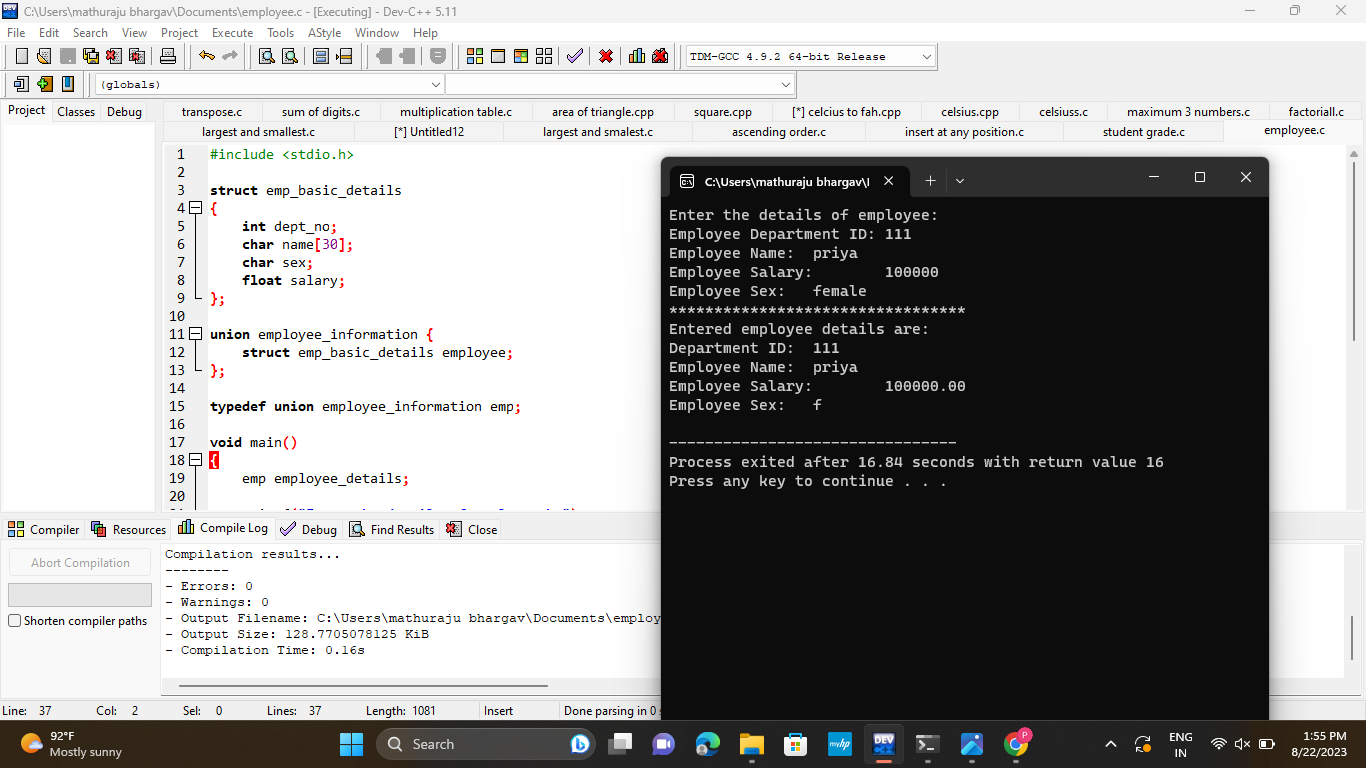 C:\Users\mathuraju bhargav\Documents\employee.c - [Executing] - Dev-C++ 5.11
File Edit Search View Project Execute Tools AStyle Window Help
TDM-GCC 4.9.2 64-bit Release
(globals)
Project Classes Debug
transpose.c sum of digits.c multiplication table.c area of triangle.cpp square.cpp [*] celcius to fah.cpp celsius.cpp celsiuss.c maximum 3 numbers.c factoriall.c
largest and smallest.c [*] Untitled12 largest and smalest.c ascending order.c insert at any position.c student grade.c employee.c
1 #include <stdio.h>
2
3 struct emp_basic_details
4 {
5 int dept_no;
6 char name[30];
7 char sex;
8 float salary;
9 };
10
11 union employee_information {
12 struct emp_basic_details employee;
13 };
14
15 typedef union employee_information emp;
16
17 void main()
18 {
19 emp employee_details;
20
C:\Users\mathuraju bhargav\l
Enter the details of employee:
Employee Department ID: 111
Employee Name: priya
Employee Salary: 100000
Employee Sex: female
*********************************
Entered employee details are:
Department ID: 111
Employee Name: priya
Employee Salary: 100000.00
Employee Sex: f
--------------------------------
Process exited after 16.84 seconds with return value 16
Press any key to continue . . .
Compiler Resources Compile Log Debug Find Results Close
Abort Compilation
Shorten compiler paths
Compilation results...
--------
- Errors: 0
- Warnings: 0
- Output Filename: C:\Users\mathuraju bhargav\Documents\employ
- Output Size: 128.7705078125 KiB
- Compilation Time: 0.16s
Line: 37 Col: 2 Sel: 0 Lines: 37 Length: 1081 Insert Done parsing in 0
92°F
Mostly sunny
Search
myhp
DEV
P
ENG
IN
1:55 PM
8/22/2023